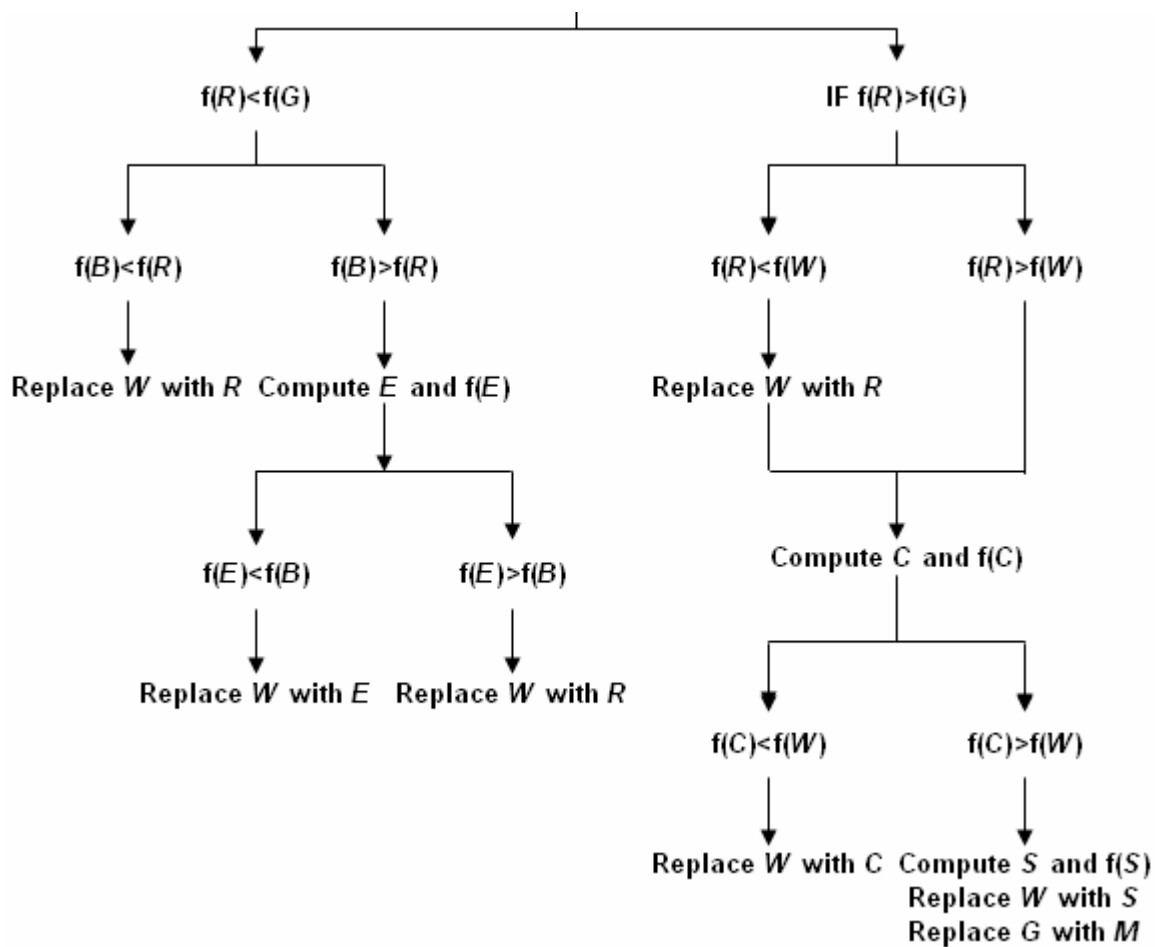 f(R)<f(G)
IF f(R)>f(G)
f(B)<f(R)
f(B)>f(R)
f(R)<f(W)
f(R)>f(W)
Replace W with R
Compute E and f(E)
Replace W with R
f(E)<f(B)
f(E)>f(B)
Compute C and f(C)
Replace W with E
Replace W with R
f(C)<f(W)
f(C)>f(W)
Replace W with C
Compute S and f(S)
Replace W with S
Replace G with M